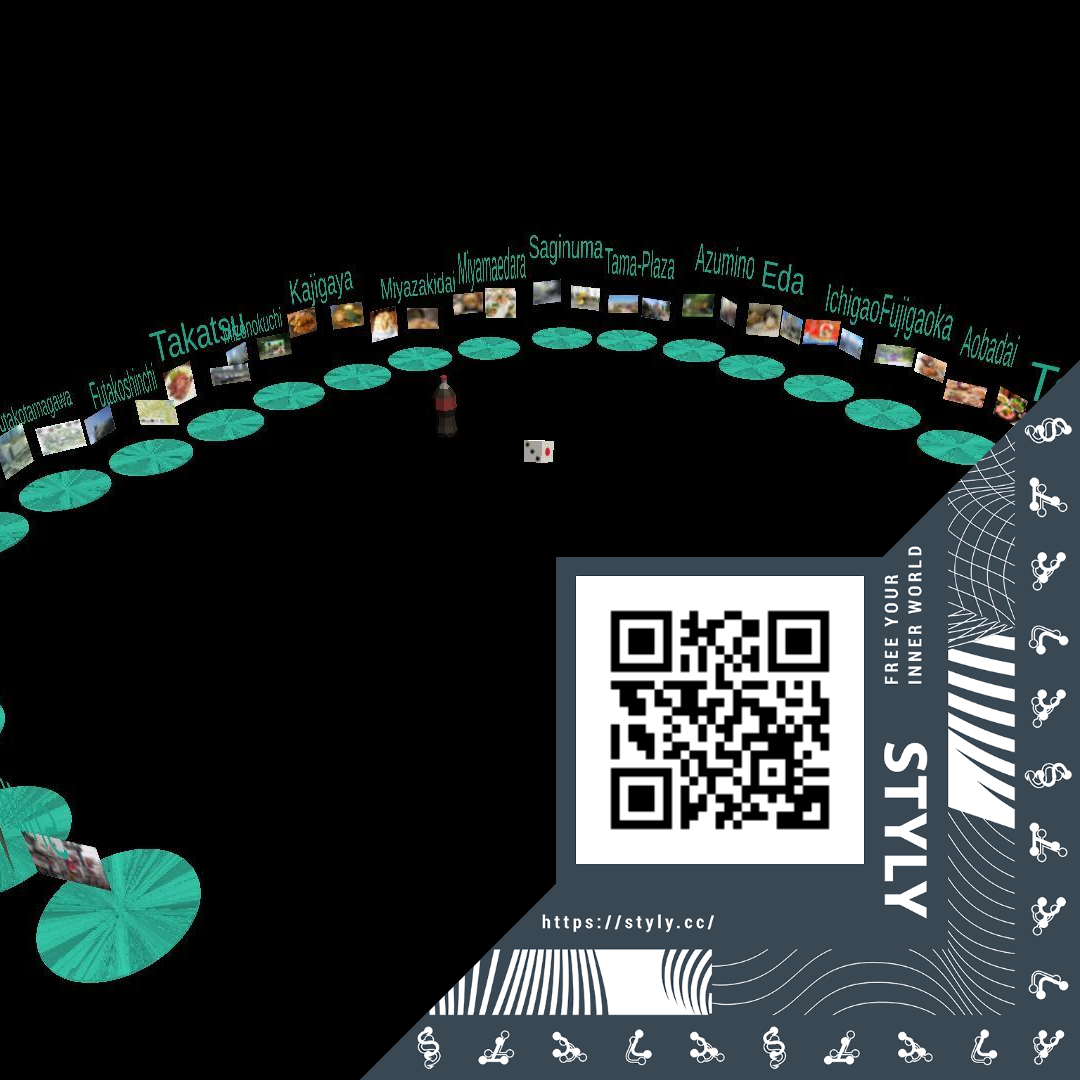 Saginuma
Tama-Plaza
Azumino
Eda
Miyamaedara
Kajigaya
Miyazakidai
Ichigao
Fujigaoka
Takatsu
Aobadai
Futakoshinchi
FREE YOUR
INNER WORLD
STYLY
https://styly.cc/